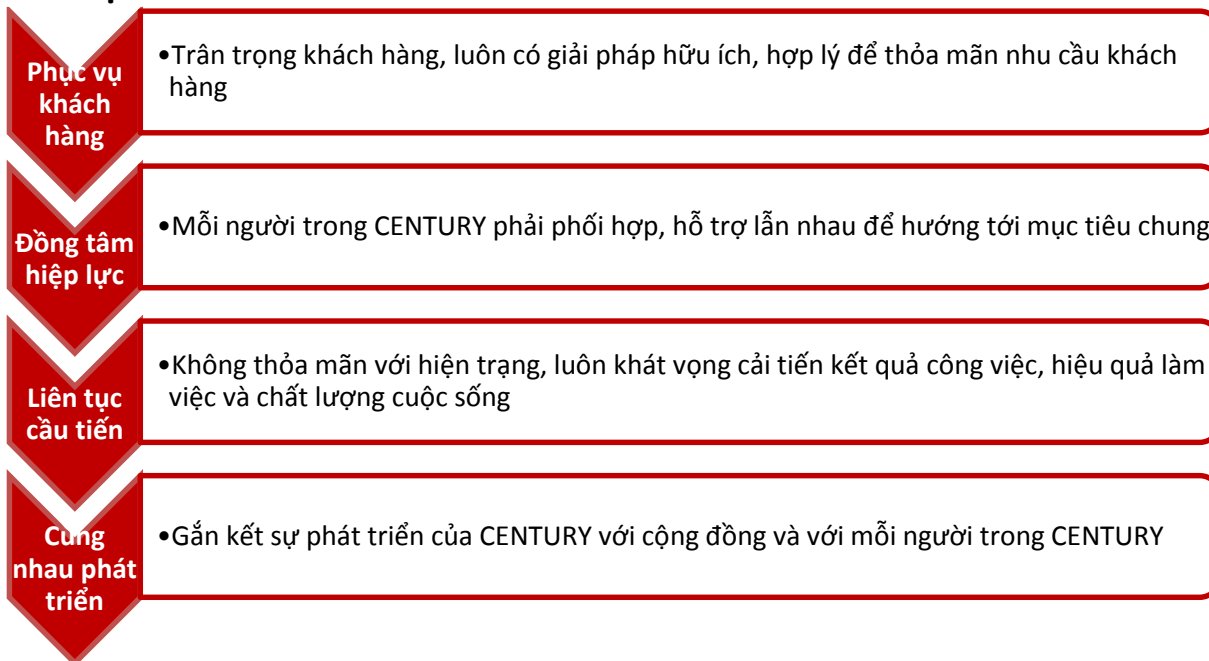 Phục vụ
khách
hàng
•Trân trọng khách hàng, luôn có giải pháp hữu ích, hợp lý để thỏa mãn nhu cầu khách
hàng
Đồng tâm
hiệp lực
•Mỗi người trong CENTURY phải phối hợp, hỗ trợ lẫn nhau để hướng tới mục tiêu chung
Liên tục
cầu tiến
•Không thỏa mãn với hiện trạng, luôn khát vọng cải tiến kết quả công việc, hiệu quả làm
việc và chất lượng cuộc sống
Cùng
nhau phát
triển
•Gắn kết sự phát triển của CENTURY với cộng đồng và với mỗi người trong CENTURY